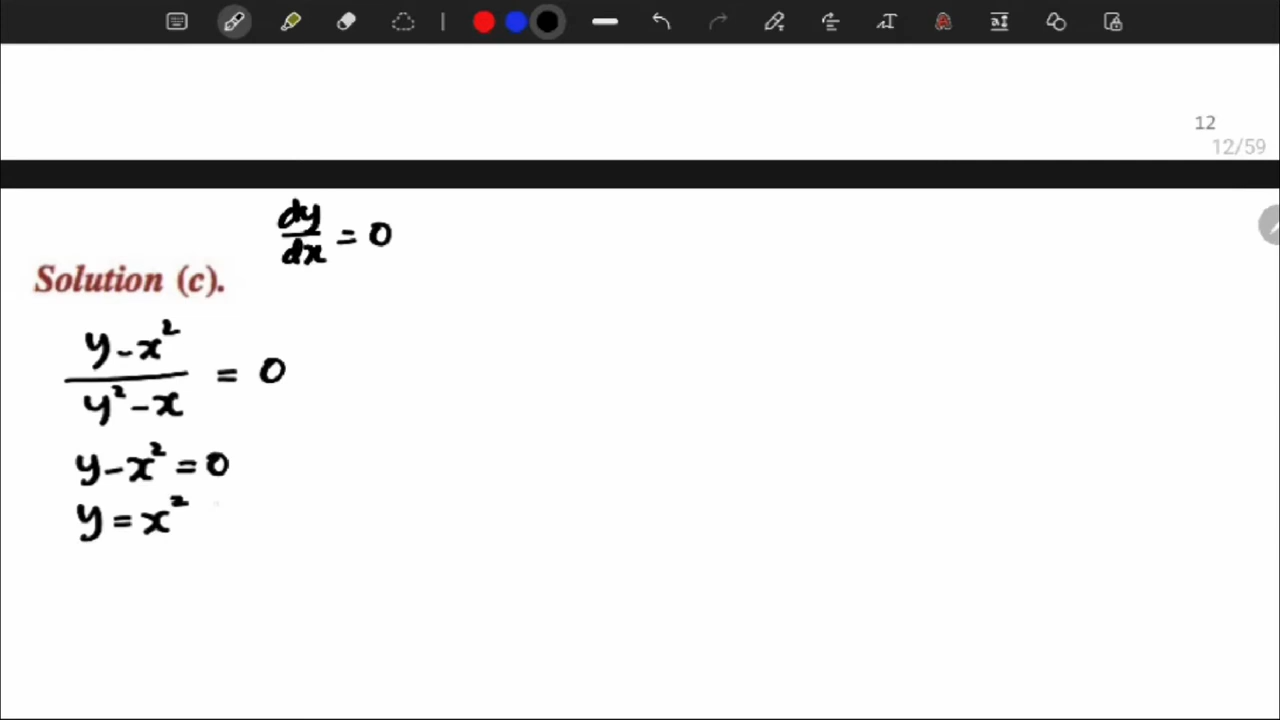 12
12/59
dy/dx = 0
Solution (c).
(y - x²)/(y² - x) = 0
y - x² = 0
y = x²